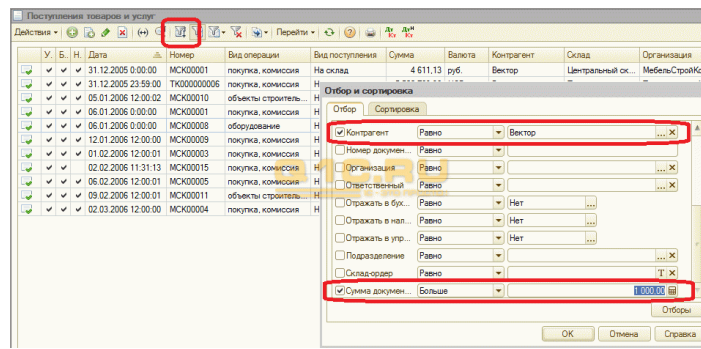 Поступления товаров и услуг
Действия Перейти
У. Б.. Н. Дата Номер Вид операции Вид поступления Сумма Валюта Контрагент Склад Организация
31.12.2005 0:00:00 МСК00001 покупка, комиссия На склад 4 611,13 руб. Вектор Центральный ск... МебельСтройКо
31.12.2005 23:59:00 ТК000000006 покупка, комиссия Н
05.01.2006 12:00:02 МСК00010 объекты строитель... Н
06.01.2006 0:00:00 МСК00001 покупка, комиссия Н
06.01.2006 0:00:00 МСК00008 оборудование Н
12.01.2006 12:00:00 МСК00009 покупка, комиссия Н
01.02.2006 12:00:01 МСК00003 покупка, комиссия Н
02.02.2006 11:31:13 МСК00015 покупка, комиссия Н
06.02.2006 12:00:01 МСК00005 покупка, комиссия Н
09.02.2006 12:00:01 МСК00011 объекты строитель... Н
02.03.2006 12:00:00 МСК00004 покупка, комиссия Н
Отбор и сортировка
Отбор Сортировка
Контрагент Равно Вектор
Номер докумен... Равно
Организация Равно
Ответственный Равно
Отражать в бух... Равно Нет
Отражать в нал... Равно Нет
Отражать в упр... Равно Нет
Подразделение Равно
Склад-ордер Равно
Сумма докумен... Больше 1 000.00
Отборы
OK Отмена Справка